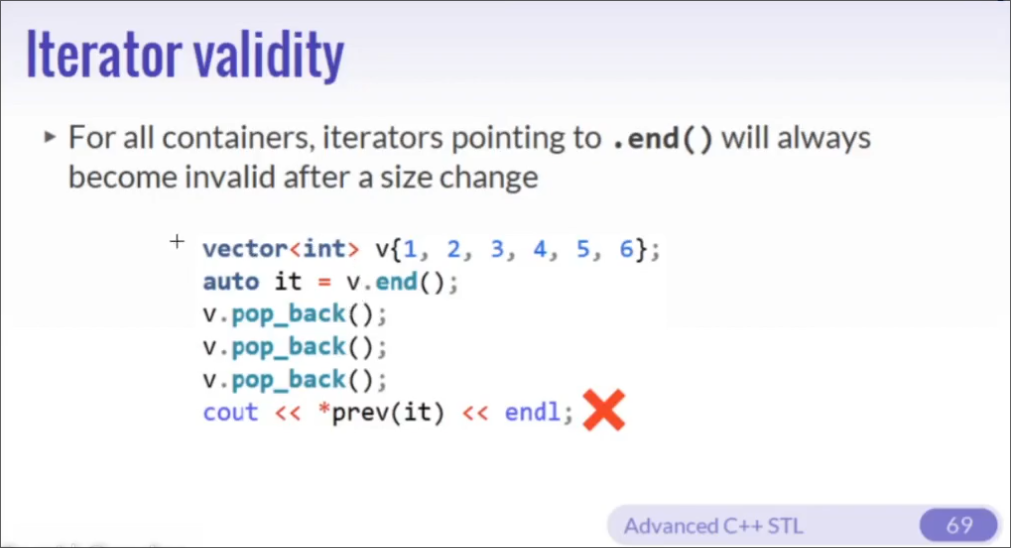 Iterator validity
▸ For all containers, iterators pointing to .end() will always
become invalid after a size change
vector<int> v{1, 2, 3, 4, 5, 6};
auto it = v.end();
v.pop_back();
v.pop_back();
v.pop_back();
cout << *prev(it) << endl;
Advanced C++ STL 69